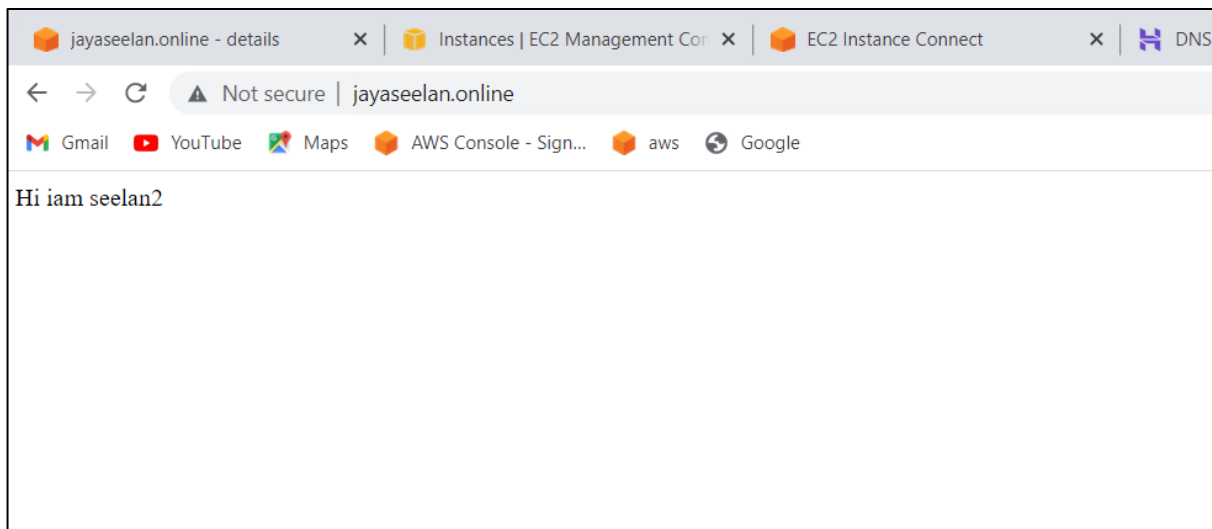 jayaseelan.online - details Instances | EC2 Management Con EC2 Instance Connect DNS
Not secure | jayaseelan.online
Gmail YouTube Maps AWS Console - Sign... aws Google
Hi iam seelan2